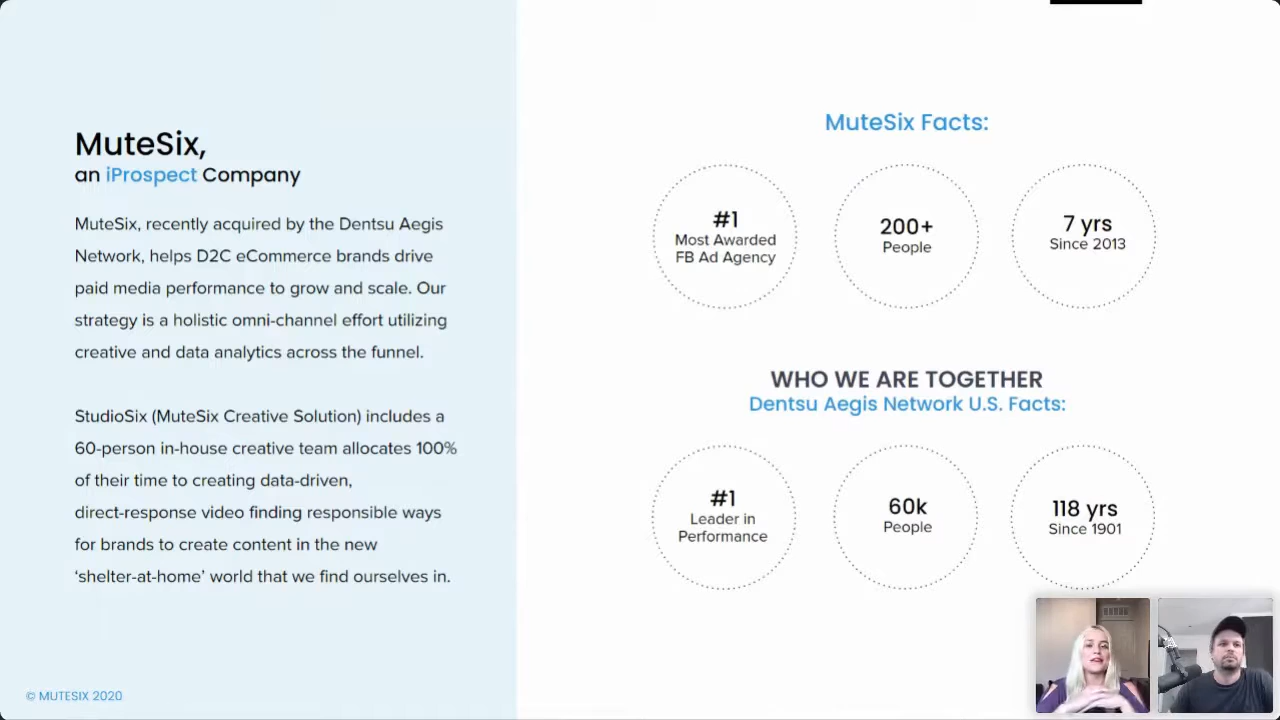 MuteSix,
an iProspect Company
MuteSix, recently acquired by the Dentsu Aegis
Network, helps D2C eCommerce brands drive
paid media performance to grow and scale. Our
strategy is a holistic omni-channel effort utilizing
creative and data analytics across the funnel.
StudioSix (MuteSix Creative Solution) includes a
60-person in-house creative team allocates 100%
of their time to creating data-driven,
direct-response video finding responsible ways
for brands to create content in the new
‘shelter-at-home’ world that we find ourselves in.
© MUTESIX 2020
MuteSix Facts:
#1
Most Awarded
FB Ad Agency
200+
People
7 yrs
Since 2013
WHO WE ARE TOGETHER
Dentsu Aegis Network U.S. Facts:
#1
Leader in
Performance
60k
People
118 yrs
Since 1901